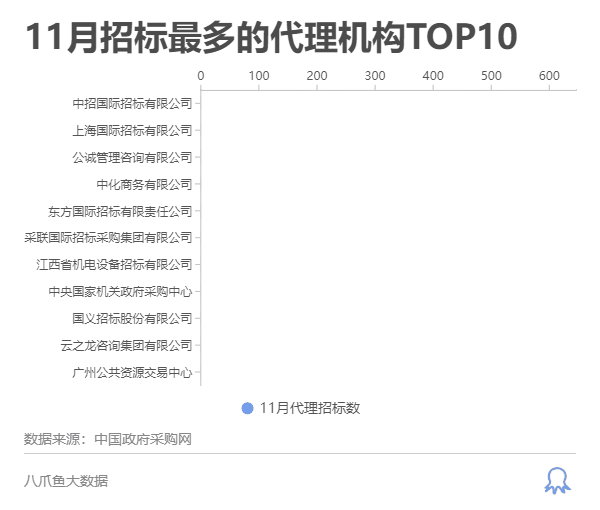 11月招标最多的代理机构TOP10
0 100 200 300 400 500 600
中招国际招标有限公司
上海国际招标有限公司
公诚管理咨询有限公司
中化商务有限公司
东方国际招标有限责任公司
采联国际招标采购集团有限公司
江西省机电设备招标有限公司
中央国家机关政府采购中心
国义招标股份有限公司
云之龙咨询集团有限公司
广州公共资源交易中心
11月代理招标数
数据来源：中国政府采购网
八爪鱼大数据